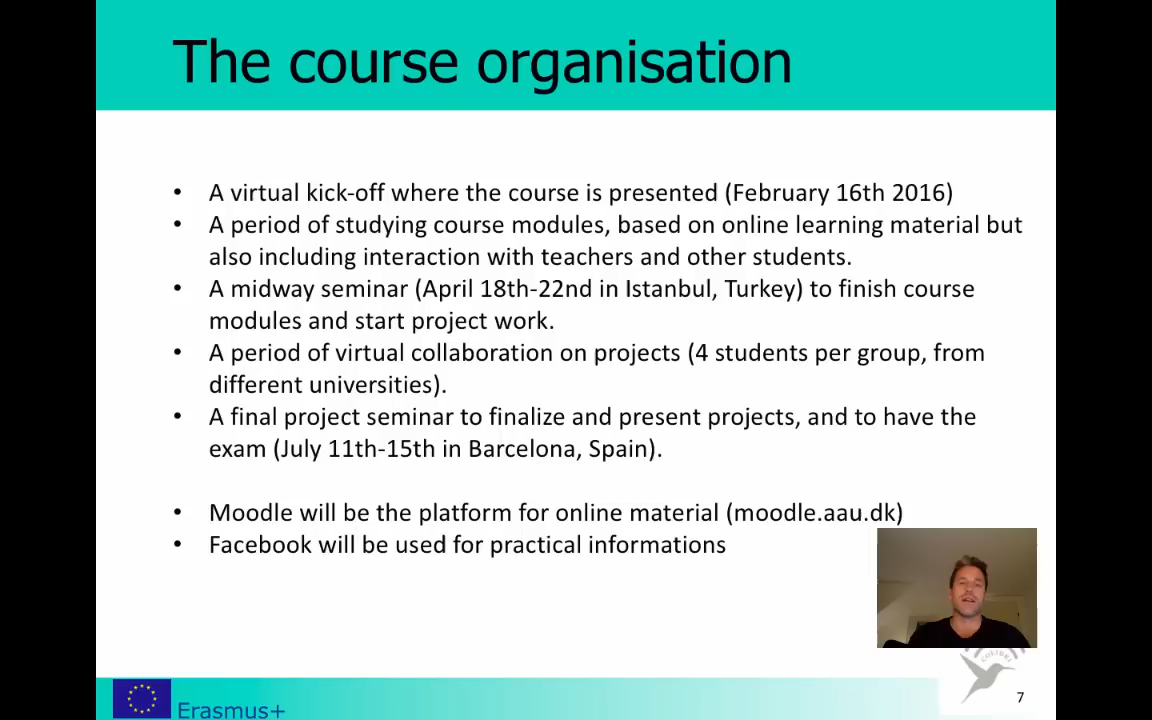 The course organisation
• A virtual kick-off where the course is presented (February 16th 2016)
• A period of studying course modules, based on online learning material but
also including interaction with teachers and other students.
• A midway seminar (April 18th-22nd in Istanbul, Turkey) to finish course
modules and start project work.
• A period of virtual collaboration on projects (4 students per group, from
different universities).
• A final project seminar to finalize and present projects, and to have the
exam (July 11th-15th in Barcelona, Spain).
• Moodle will be the platform for online material (moodle.aau.dk)
• Facebook will be used for practical informations
COLIBRI
7
Erasmus+